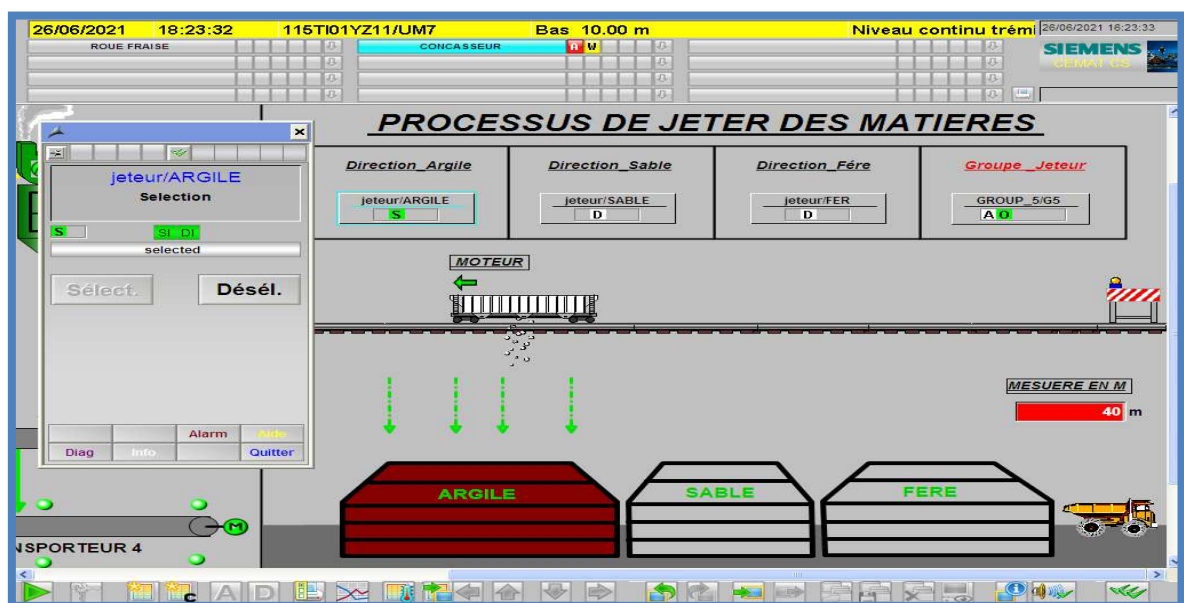 26/06/2021 18:23:32 115TI01YZ11/UM7 Bas 10.00 m Niveau continu trémi 26/06/2021 16:23:33
ROUE FRAISE CONCASSEUR A W SIEMENS
CEMAT CS
PROCESSUS DE JETER DES MATIERES
jeteur/ARGILE
Selection
S SI DI
selected
Sélect. Désél.
Alarm Aide
Diag Info Quitter
Direction_Argile Direction_Sable Direction_Fére Groupe_Jeteur
jeteur/ARGILE jeteur/SABLE jeteur/FER GROUP_5/G5
S D D A O
MOTEUR
MESUERE EN M
40 m
ARGILE SABLE FERE
M
NSPORTEUR 4
A D